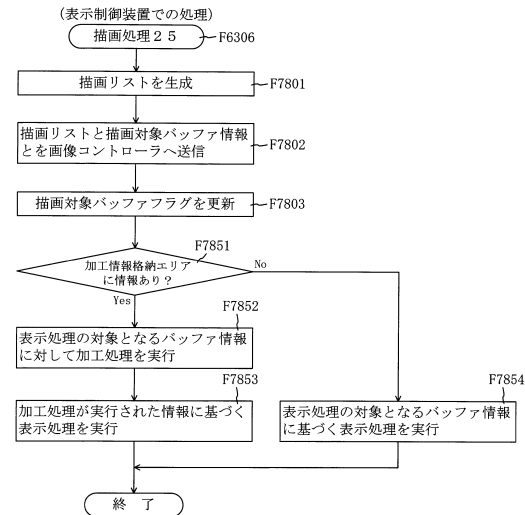 (表示制御装置での処理)
描画処理25
F6306
描画リストを生成
F7801
描画リストと描画対象バッファ情報
とを画像コントローラへ送信
F7802
描画対象バッファフラグを更新
F7803
F7851
加工情報格納エリア
に情報あり?
No
Yes
F7852
表示処理の対象となるバッファ情報
に対して加工処理を実行
F7853
加工処理が実行された情報に基づく
表示処理を実行
F7854
表示処理の対象となるバッファ情報
に基づく表示処理を実行
終 了